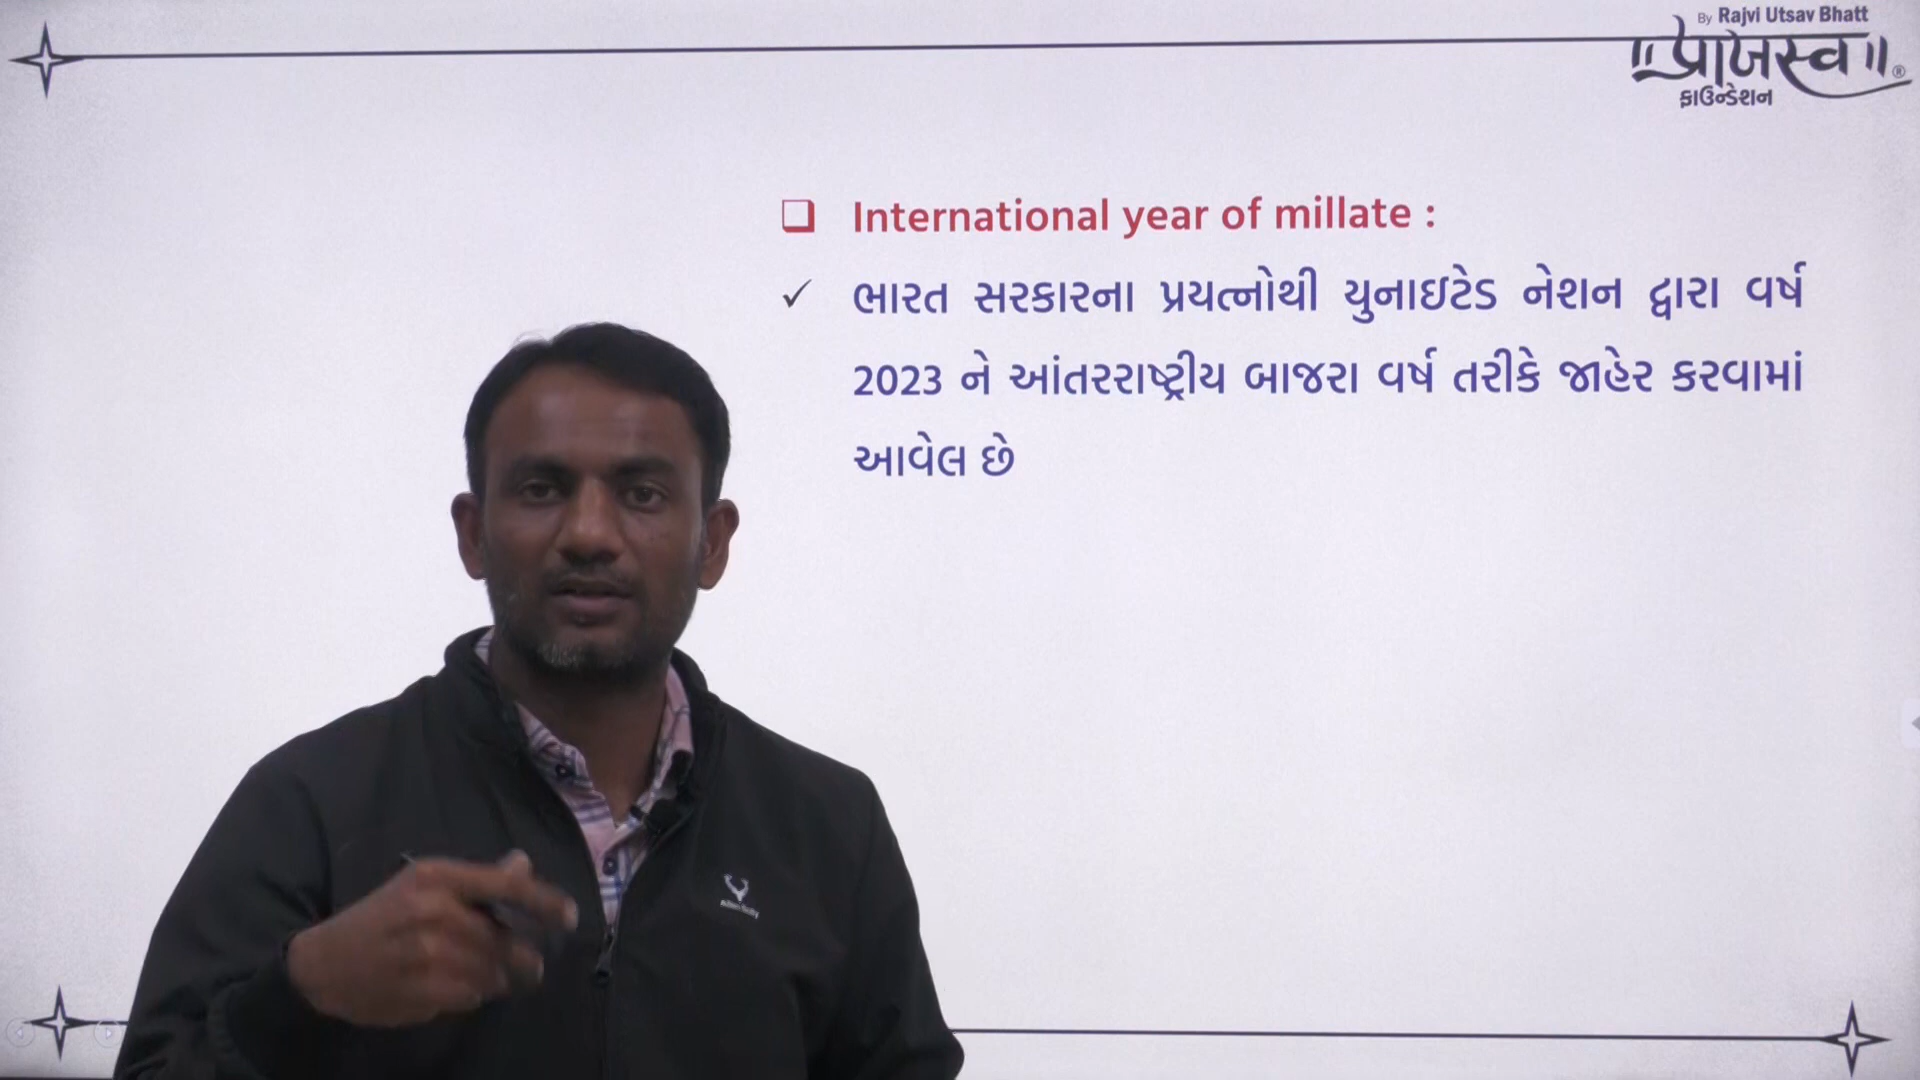 By Rajvi Utsav Bhatt
॥પ્રાજસ્વ॥®
ફાઉન્ડેશન
International year of millate :
ભારત સરકારના પ્રયત્નોથી યુનાઇટેડ નેશન દ્વારા વર્ષ
2023 ને આંતરરાષ્ટ્રીય બાજરા વર્ષ તરીકે જાહેર કરવામાં
આવેલ છે